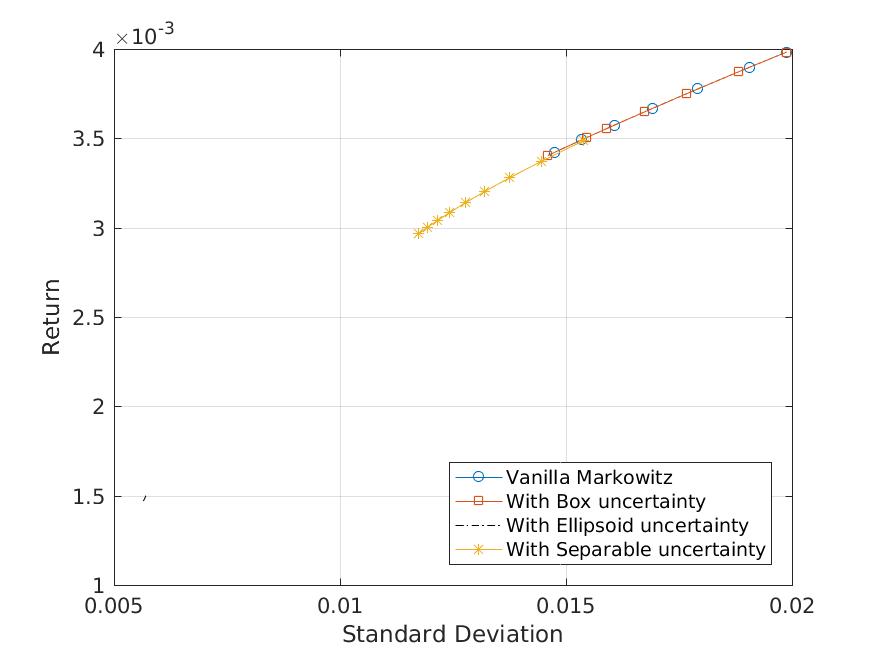 ×10⁻³
4
3.5
3
2.5
2
1.5
1
Return
0.005
0.01
0.015
0.02
Standard Deviation
Vanilla Markowitz
With Box uncertainty
With Ellipsoid uncertainty
With Separable uncertainty